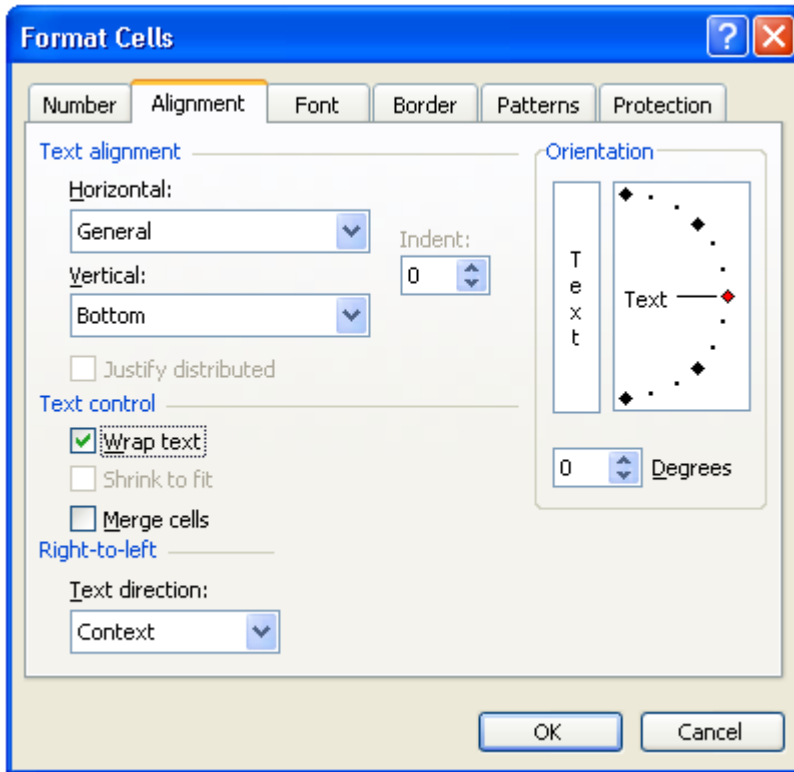 Format Cells
Number Alignment Font Border Patterns Protection
Text alignment
Horizontal:
General
Vertical:
Bottom
Indent:
0
Justify distributed
Text control
Wrap text
Shrink to fit
Merge cells
Right-to-left
Text direction:
Context
Orientation
T
e
x
t
Text
0 Degrees
OK Cancel